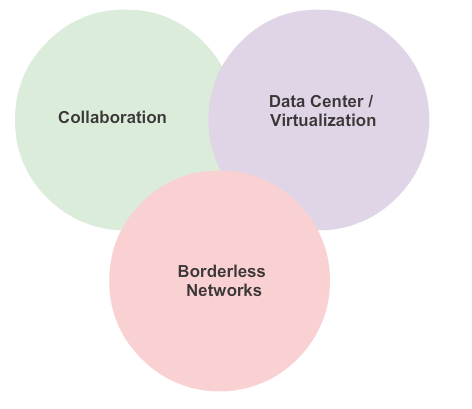 Collaboration
Data Center /
Virtualization
Borderless
Networks